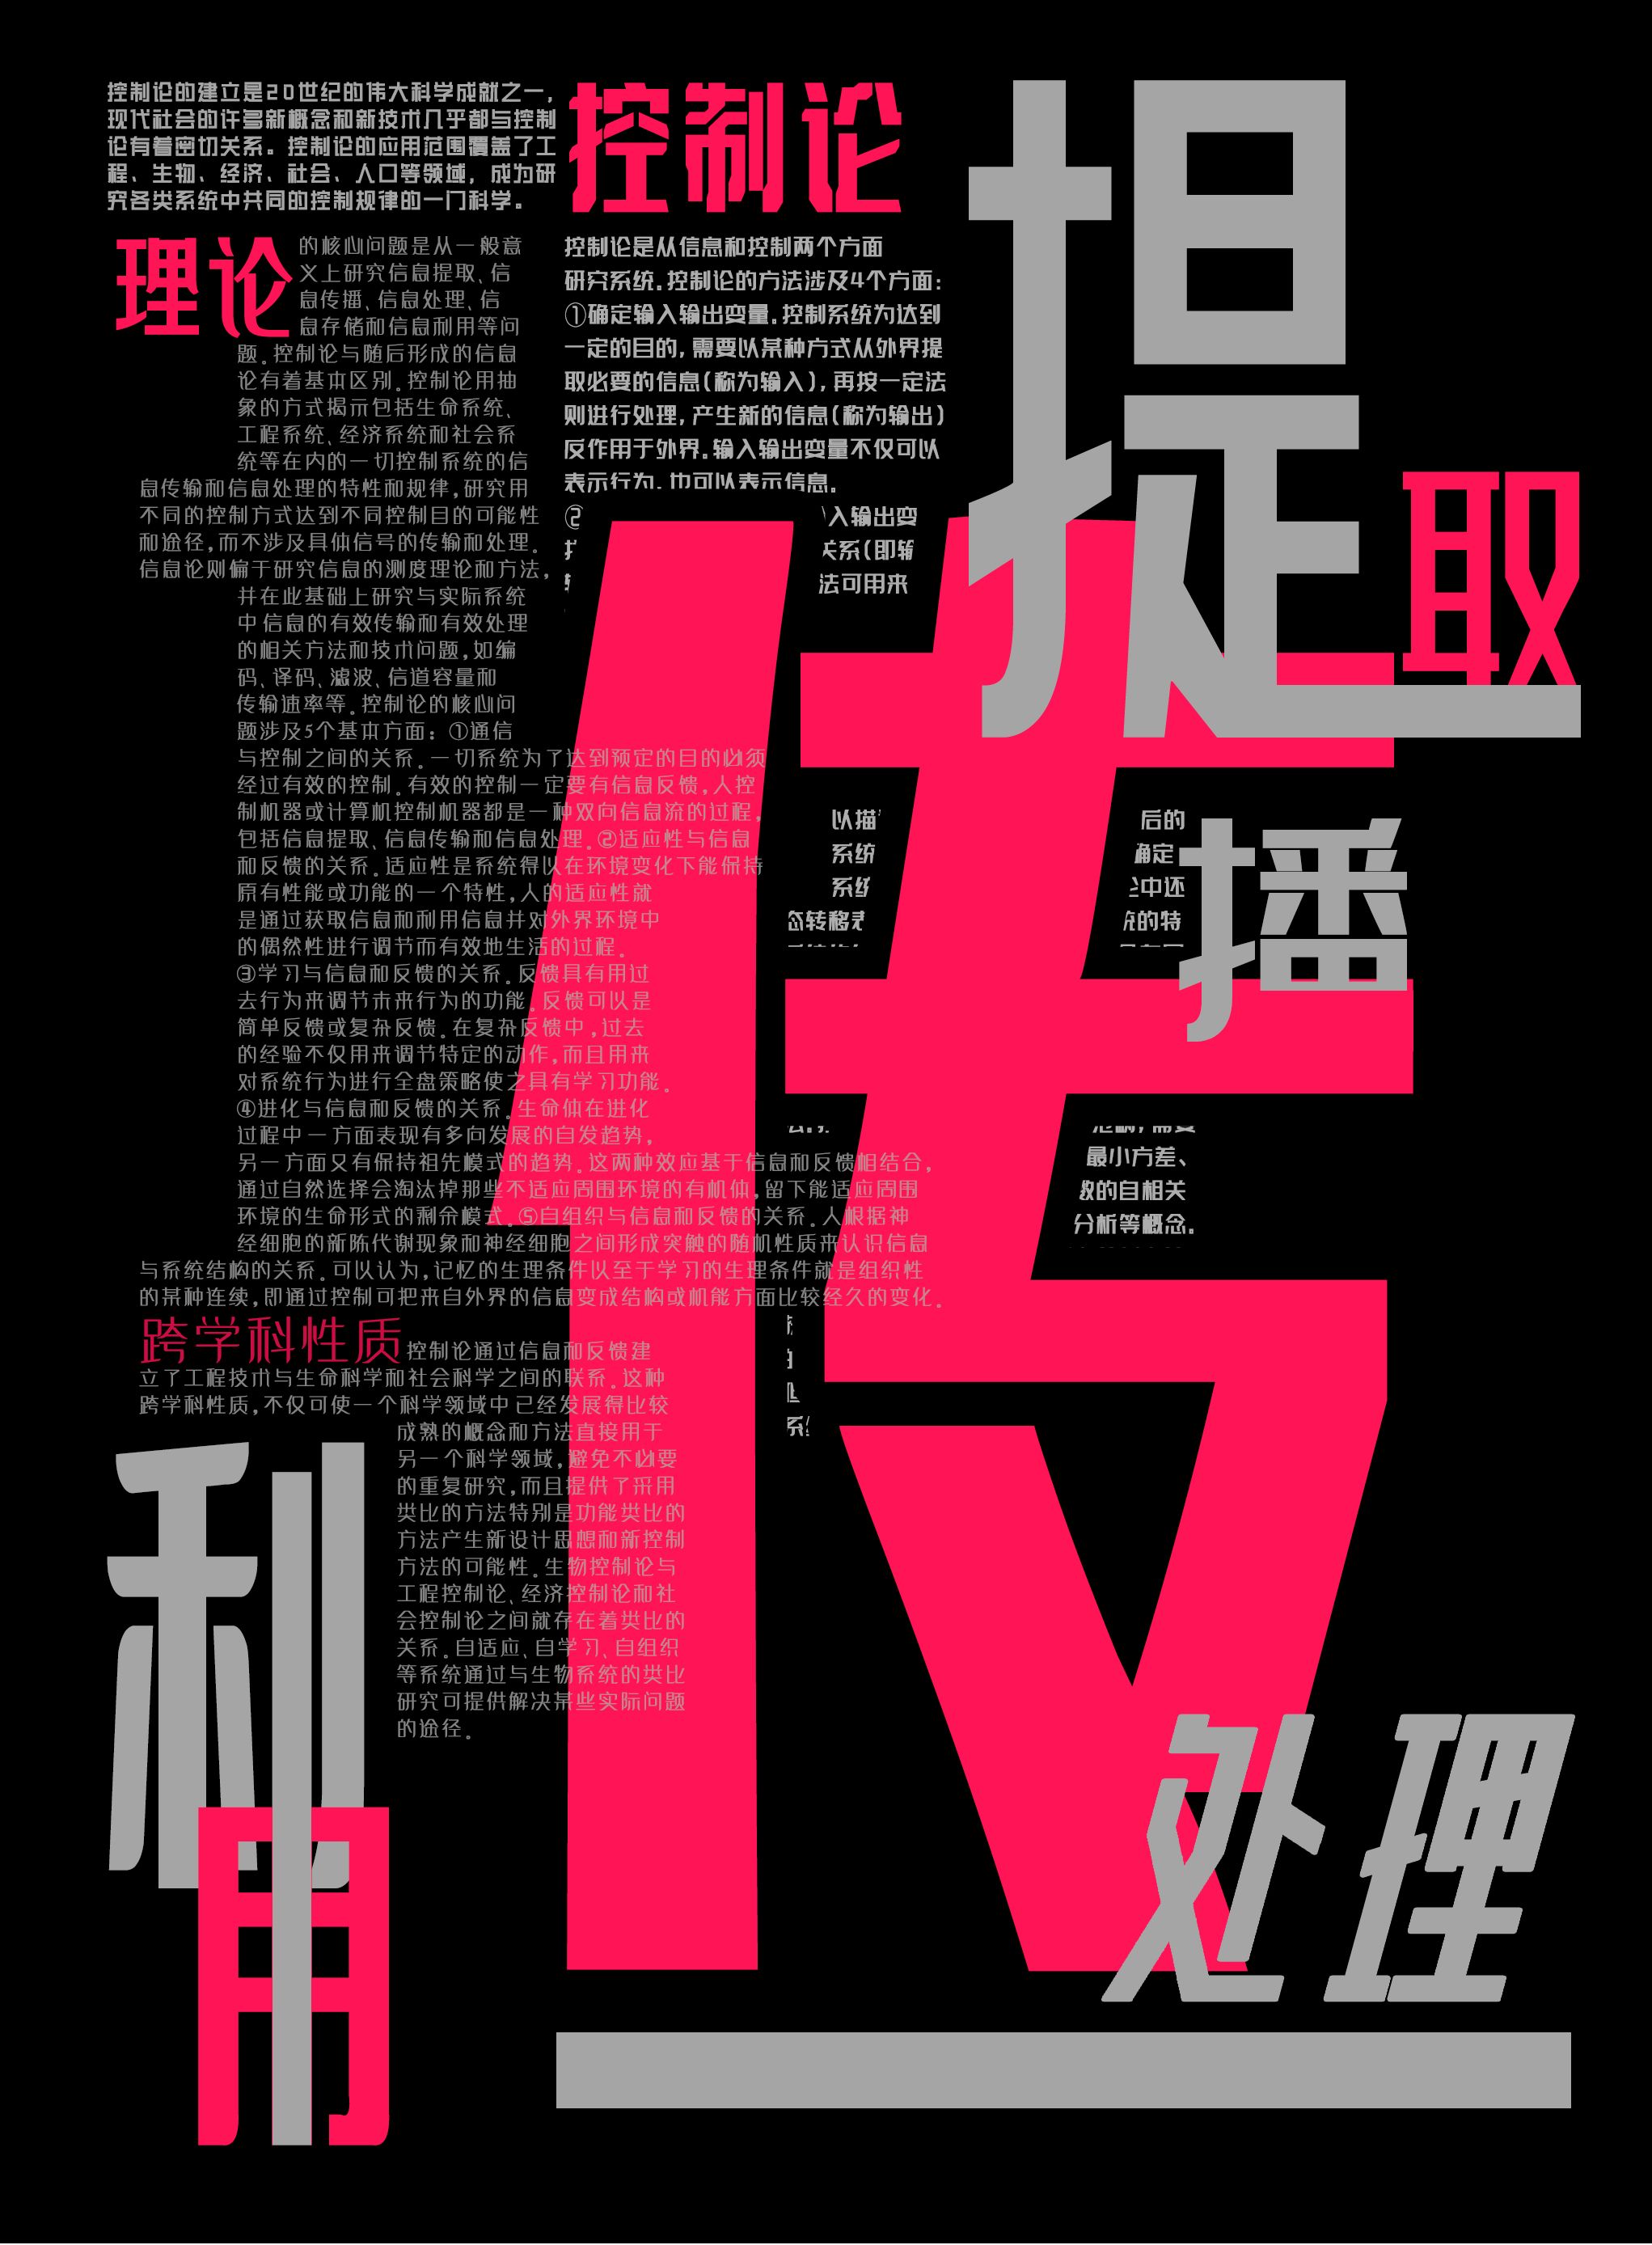 控制论的建立是20世纪的伟大科学成就之一，
现代社会的许多新概念和新技术几乎都与控制
论有着密切关系。控制论的应用范围覆盖了工
程、生物、经济、社会、人口等领域，成为研
究各类系统中共同的控制规律的一门科学。
控制论
理论
的核心问题是从一般意
义上研究信息提取、信
息传播、信息处理、信
息存储和信息利用等问
题。控制论与随后形成的信息
论有着基本区别。控制论用抽
象的方式揭示包括生命系统、
工程系统、经济系统和社会系
统等在内的一切控制系统的信
息传输和信息处理的特性和规律，研究用
不同的控制方式达到不同控制目的可能性
和途径，而不涉及具体信号的传输和处理。
信息论则偏于研究信息的测度理论和方法，
并在此基础上研究与实际系统
中信息的有效传输和有效处理
的相关方法和技术问题，如编
码、译码、滤波、信道容量和
传输速率等。控制论的核心问
题涉及5个基本方面：①通信
与控制之间的关系。一切系统为了达到预定的目的必须
经过有效的控制。有效的控制一定要有信息反馈，人控
制机器或计算机控制机器都是一种双向信息流的过程，
包括信息提取、信息传输和信息处理。②适应性与信息
和反馈的关系。适应性是系统得以在环境变化下能保持
原有性能或功能的一个特性，人的适应性就
是通过获取信息和利用信息并对外界环境中
的偶然性进行调节而有效地生活的过程。
③学习与信息和反馈的关系。反馈具有用过
去行为来调节未来行为的功能。反馈可以是
简单反馈或复杂反馈。在复杂反馈中，过去
的经验不仅用来调节特定的动作，而且用来
对系统行为进行全盘策略使之具有学习功能。
④进化与信息和反馈的关系。生命体在进化
过程中一方面表现有多向发展的自发趋势，
另一方面又有保持祖先模式的趋势。这两种效应基于信息和反馈相结合，
通过自然选择会淘汰掉那些不适应周围环境的有机体，留下能适应周围
环境的生命形式的剩余模式。⑤自组织与信息和反馈的关系。人根据神
经细胞的新陈代谢现象和神经细胞之间形成突触的随机性质来认识信息
与系统结构的关系。可以认为，记忆的生理条件以至于学习的生理条件就是组织性
的某种连续，即通过控制可把来自外界的信息变成结构或机能方面比较经久的变化。
跨学科性质
控制论通过信息和反馈建
立了工程技术与生命科学和社会科学之间的联系。这种
跨学科性质，不仅可使一个科学领域中已经发展得比较
成熟的概念和方法直接用于
另一个科学领域，避免不必要
的重复研究，而且提供了采用
类比的方法特别是功能类比的
方法产生新设计思想和新控制
方法的可能性。生物控制论与
工程控制论、经济控制论和社
会控制论之间就存在着类比的
关系。自适应、自学习、自组织
等系统通过与生物系统的类比
研究可提供解决某些实际问题
的途径。
控制论是从信息和控制两个方面
研究系统。控制论的方法涉及4个方面：
①确定输入输出变量。控制系统为达到
一定的目的，需要以某种方式从外界提
取必要的信息（称为输入），再按一定法
则进行处理，产生新的信息（称为输出）
反作用于外界。输入输出变量不仅可以
表示行为，也可以表示信息。
② 入输出变
关系（即输
法可用来
以描 后的
系统 确定
系统 中还
态转移 统的特
最小方差、
数的自相关
分析等概念。
系
提
取
传
播
处理
利
用